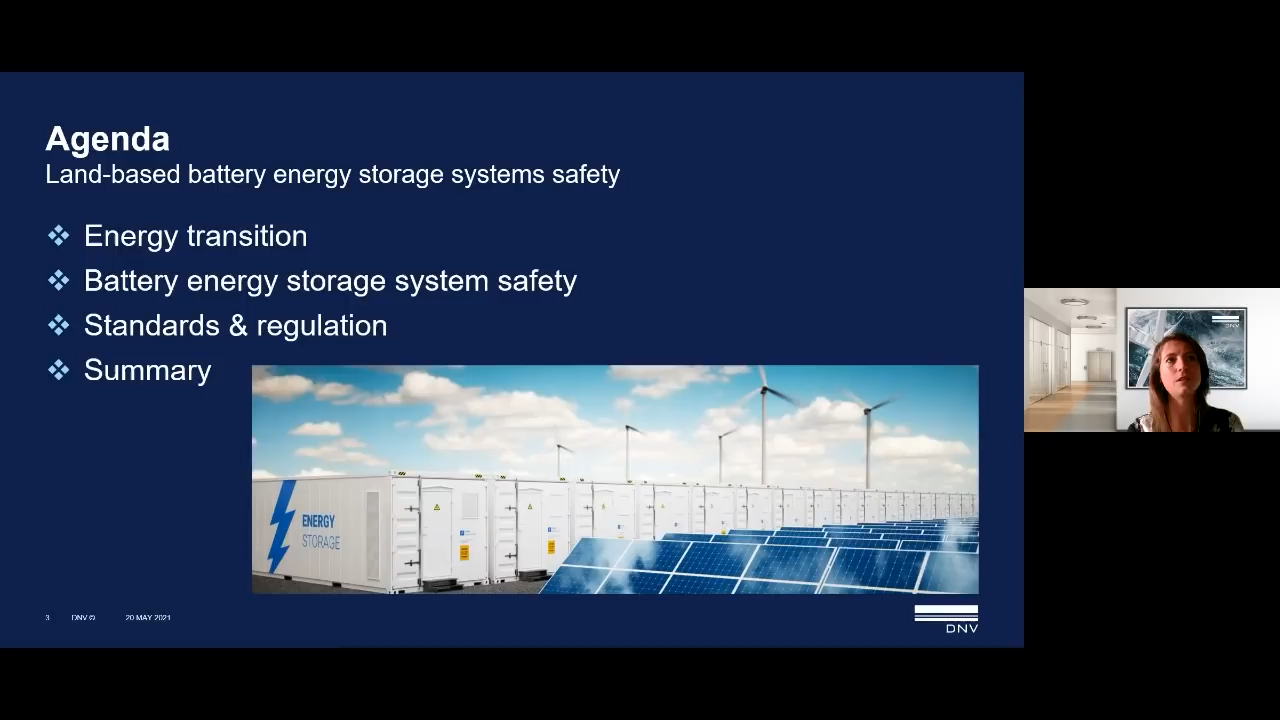 Agenda
Land-based battery energy storage systems safety
❖ Energy transition
❖ Battery energy storage system safety
❖ Standards & regulation
❖ Summary
ENERGY
STORAGE
3 DNV © 20 MAY 2021
DNV
DNV